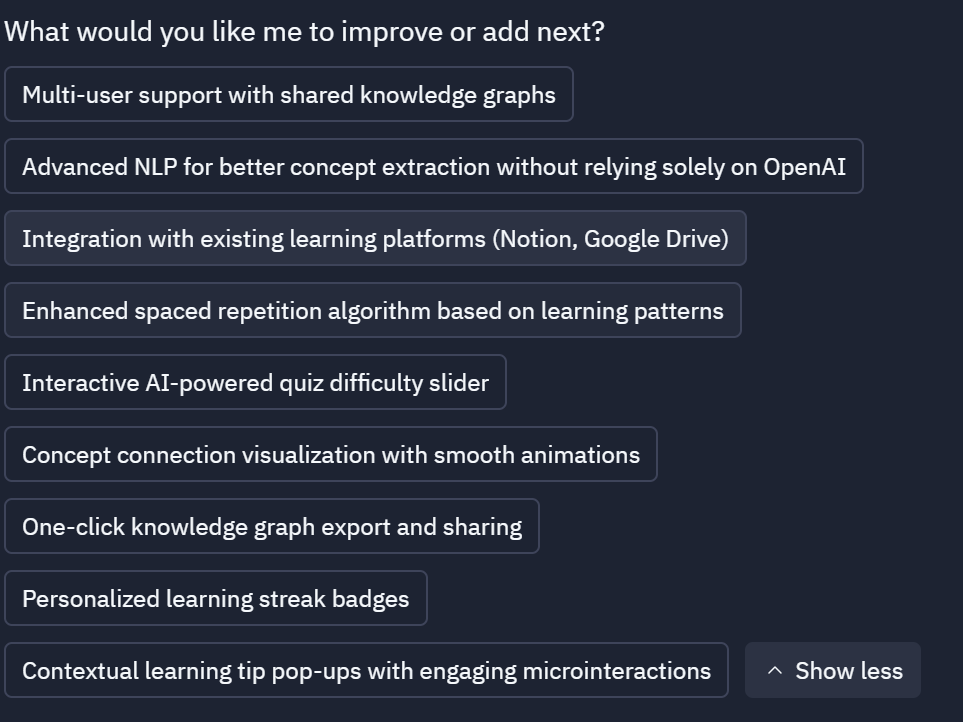 What would you like me to improve or add next?
Multi-user support with shared knowledge graphs
Advanced NLP for better concept extraction without relying solely on OpenAI
Integration with existing learning platforms (Notion, Google Drive)
Enhanced spaced repetition algorithm based on learning patterns
Interactive AI-powered quiz difficulty slider
Concept connection visualization with smooth animations
One-click knowledge graph export and sharing
Personalized learning streak badges
Contextual learning tip pop-ups with engaging microinteractions
Show less